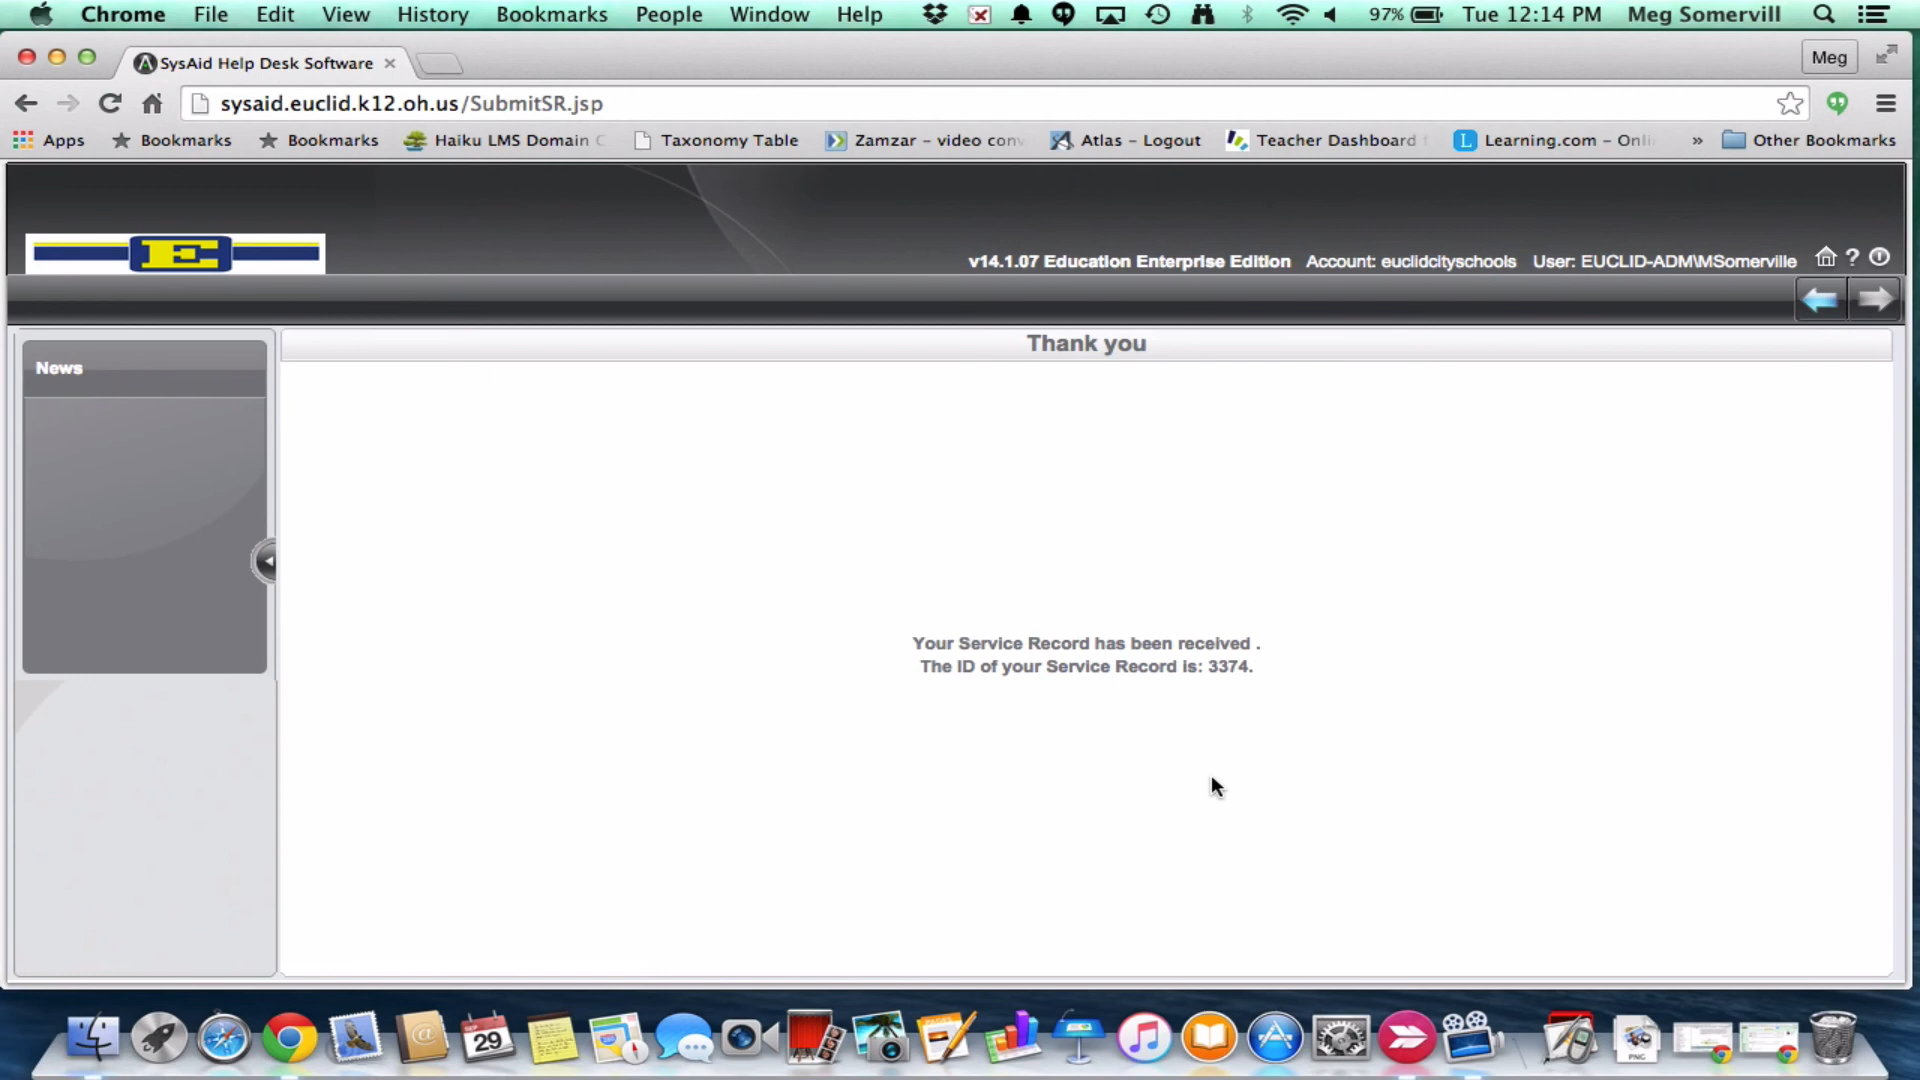 Chrome File Edit View History Bookmarks People Window Help 97% Tue 12:14 PM Meg Somervill
SysAid Help Desk Software
Meg
sysaid.euclid.k12.oh.us/SubmitSR.jsp
Apps Bookmarks Bookmarks Haiku LMS Domain C Taxonomy Table Zamzar – video conv Atlas – Logout Teacher Dashboard Learning.com – Onli » Other Bookmarks
E
v14.1.07 Education Enterprise Edition Account: euclidcityschools User: EUCLID-ADM\MSomerville
News
Thank you
Your Service Record has been received .
The ID of your Service Record is: 3374.
SEP
29
PAGES
PNG